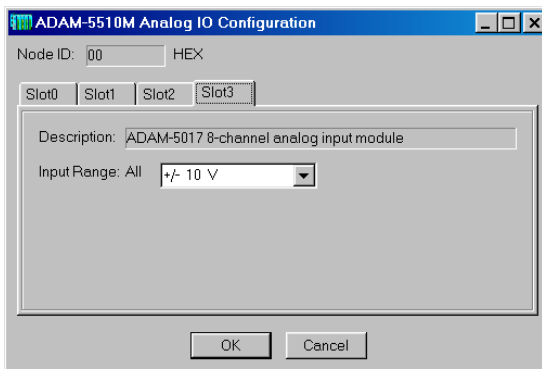 ADAM-5510M Analog IO Configuration
Node ID: 00 HEX
Slot0 Slot1 Slot2 Slot3
Description: ADAM-5017 8-channel analog input module
Input Range: All +/- 10 V
OK Cancel